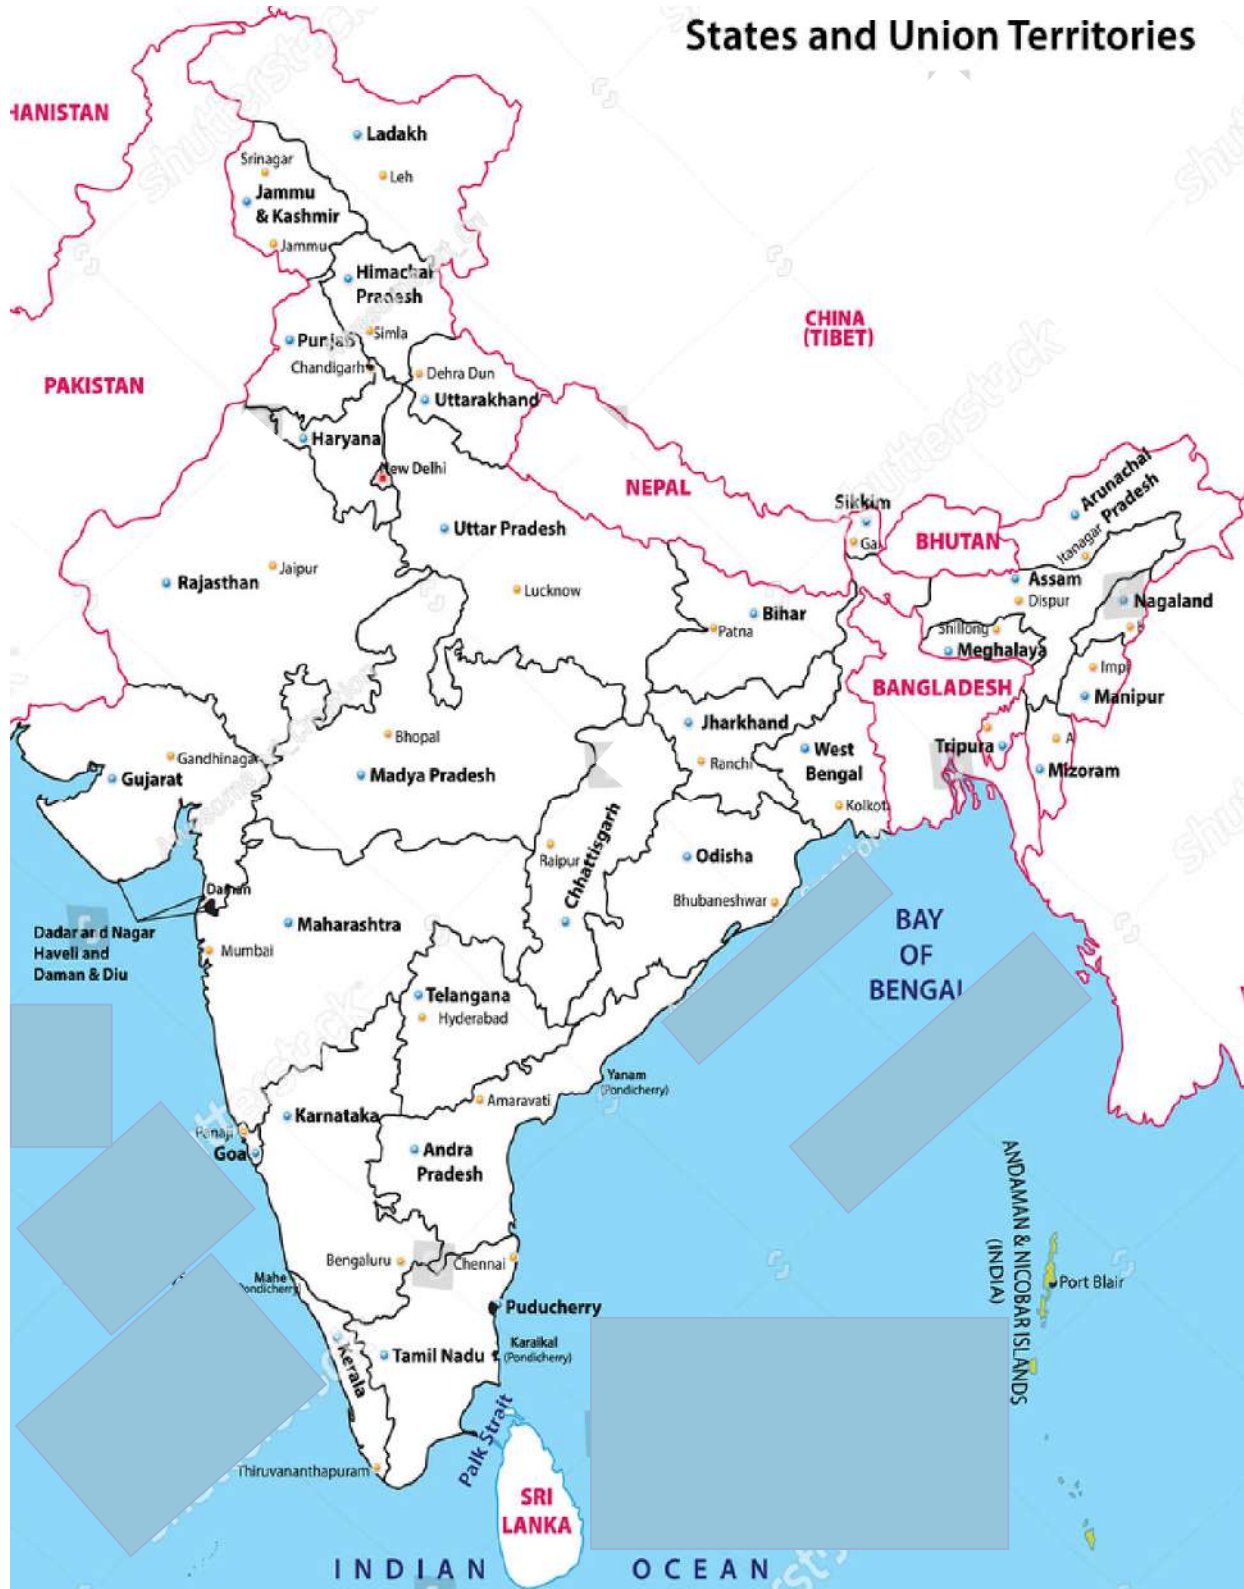 States and Union Territories
HANISTAN
Ladakh
Srinagar
Leh
Jammu
& Kashmir
Jammu
Himachal
Pradesh
Simla
CHINA
(TIBET)
Punjab
Chandigarh
Dehra Dun
PAKISTAN
Uttarakhand
Haryana
New Delhi
NEPAL
Arunachal
Pradesh
Itanagar
Sikkim
Ga
BHUTAN
Uttar Pradesh
Rajasthan
Jaipur
Lucknow
Assam
Dispur
Nagaland
Bihar
Patna
Shillong
Meghalaya
Imp
Manipur
BANGLADESH
Jharkhand
Ranchi
West
Bengal
Tripura
A
Mizoram
Bhopal
Gandhinagar
Gujarat
Madya Pradesh
Kolkot
Chhattisgarh
Raipur
Odisha
Bhubaneshwar
Daman
Dadar and Nagar
Haveli and
Daman & Diu
Maharashtra
Mumbai
BAY
OF
BENGAL
Telangana
Hyderabad
Yanam
(Pondicherry)
Amaravati
Karnataka
Panaji
Goa
Andra
Pradesh
ANDAMAN & NICOBAR ISLANDS
(INDIA)
Port Blair
Bengaluru
Chennai
Mahe
Pondicherry)
Puducherry
Karaikal
(Pondicherry)
Kerala
Tamil Nadu
Palk Strait
Thiruvananthapuram
SRI
LANKA
INDIAN OCEAN
shutterstock